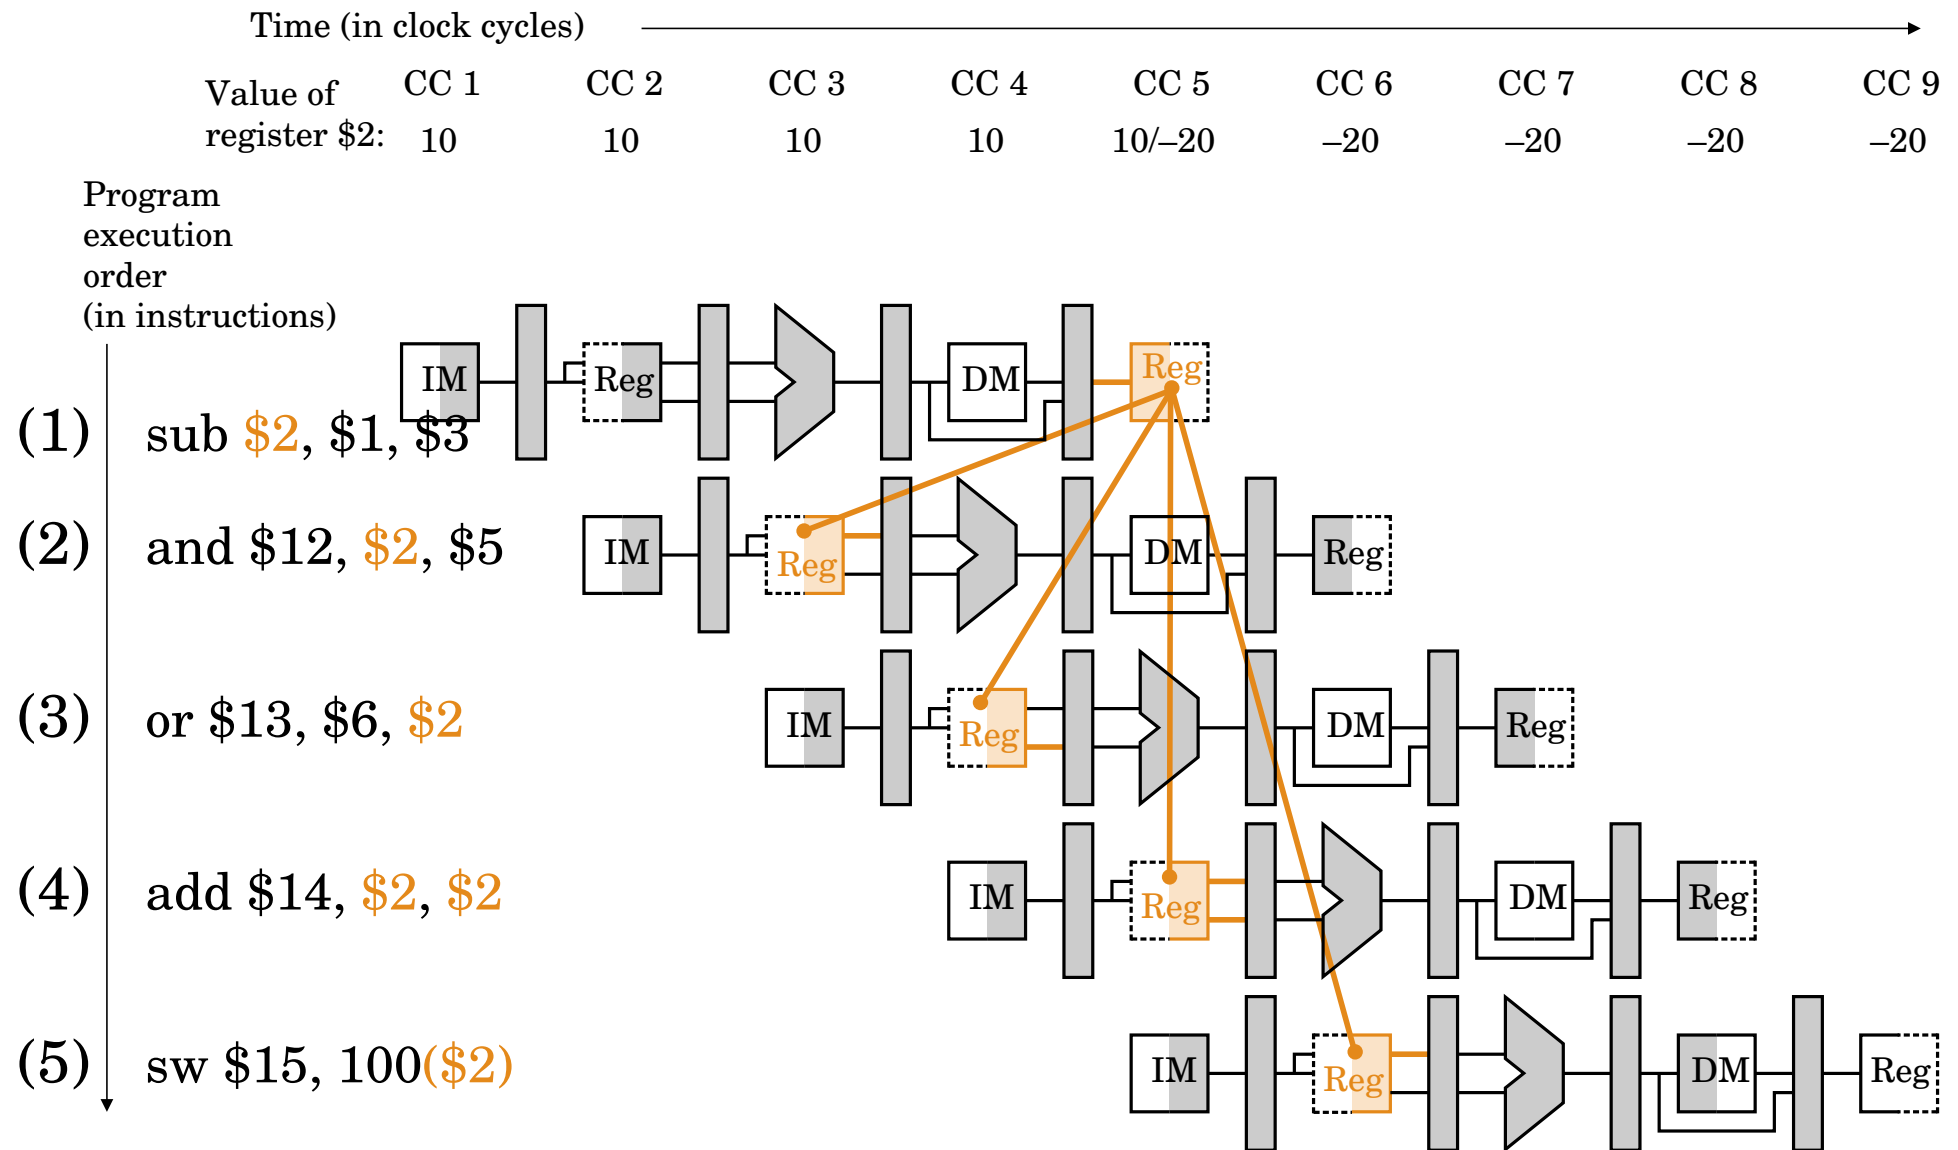 Time (in clock cycles)
CC 1 CC 2 CC 3 CC 4 CC 5 CC 6 CC 7 CC 8 CC 9
Value of
register $2: 10 10 10 10 10/–20 –20 –20 –20 –20
Program
execution
order
(in instructions)
IM Reg DM Reg
(1) sub $2, $1, $3
(2) and $12, $2, $5 IM Reg DM Reg
(3) or $13, $6, $2 IM Reg DM Reg
(4) add $14, $2, $2 IM Reg DM Reg
(5) sw $15, 100($2) IM Reg DM Reg